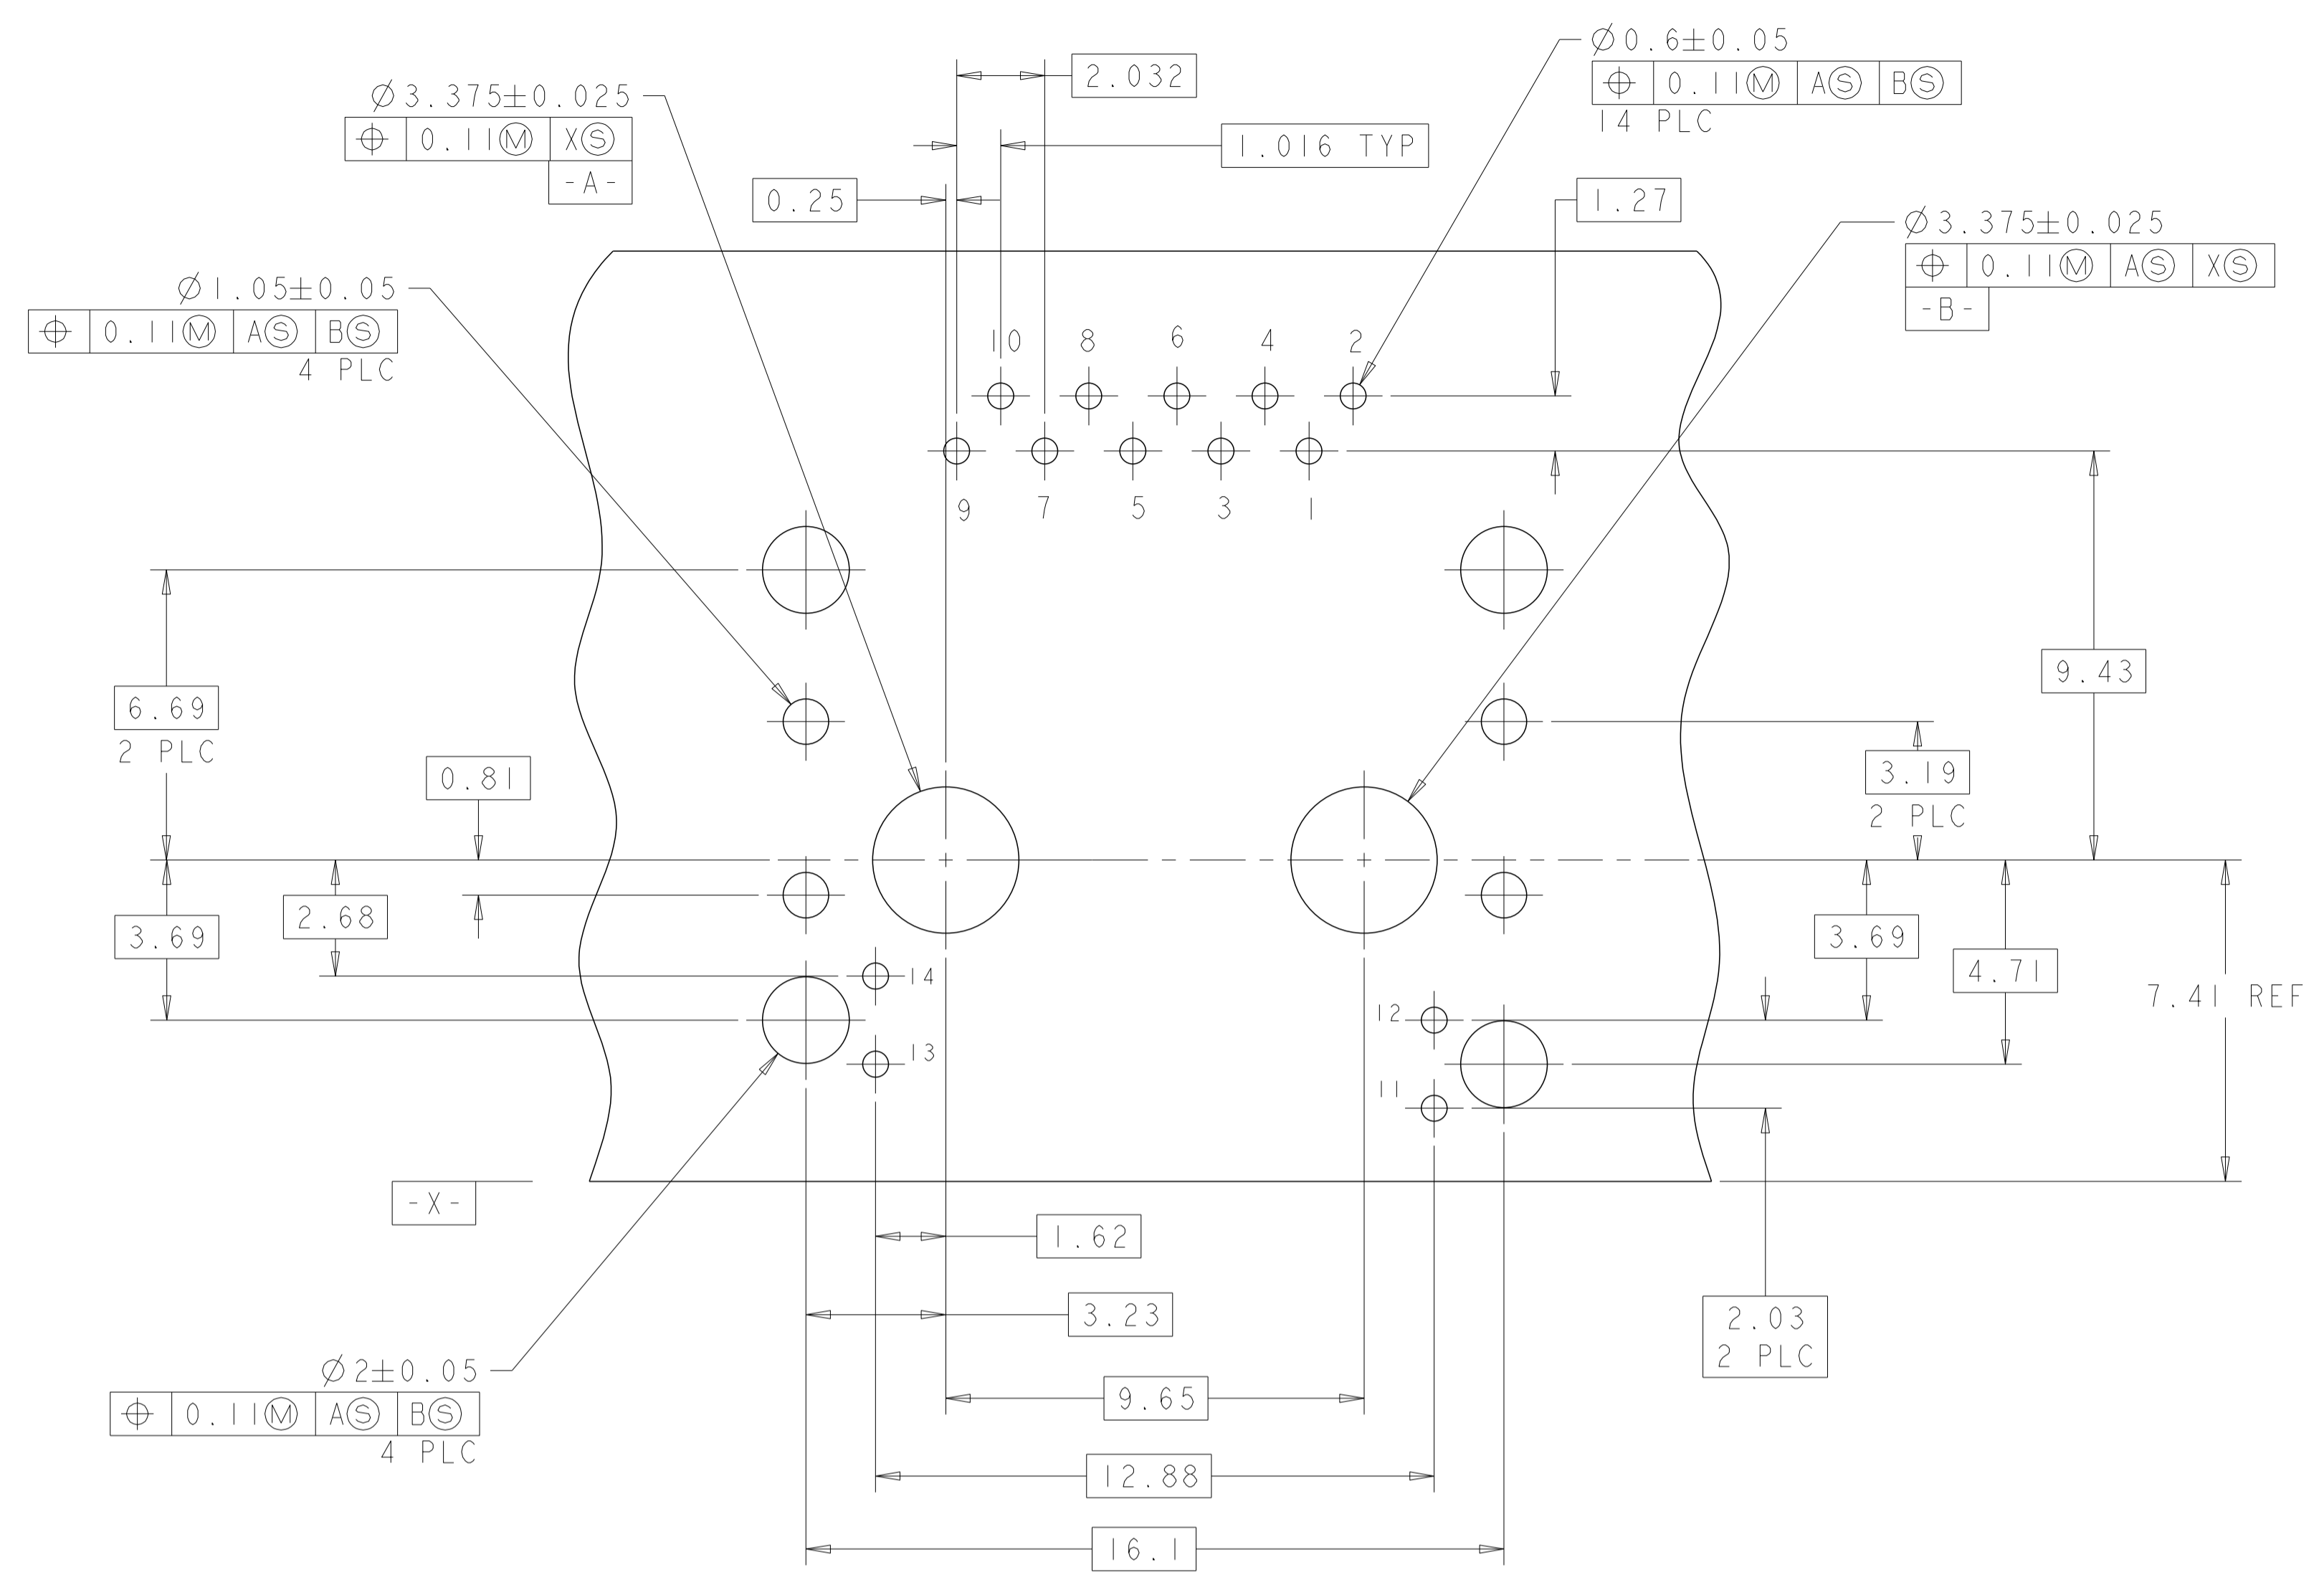 ∅0.6±0.05
⌖ 0.11Ⓜ AⓈ BⓈ
14 PLC
2.032
∅3.375±0.025
⌖ 0.11Ⓜ XⓈ
-A-
1.016 TYP
0.25
1.27
∅3.375±0.025
⌖ 0.11Ⓜ AⓈ XⓈ
-B-
∅1.05±0.05
⌖ 0.11Ⓜ AⓈ BⓈ
4 PLC
10 8 6 4 2
9 7 5 3 1
6.69
2 PLC
9.43
0.81
3.19
2 PLC
2.68
3.69
3.69
4.71
7.41 REF
14
12
13
11
-X-
1.62
3.23
2.03
2 PLC
∅2±0.05
⌖ 0.11Ⓜ AⓈ BⓈ
4 PLC
9.65
12.88
16.1